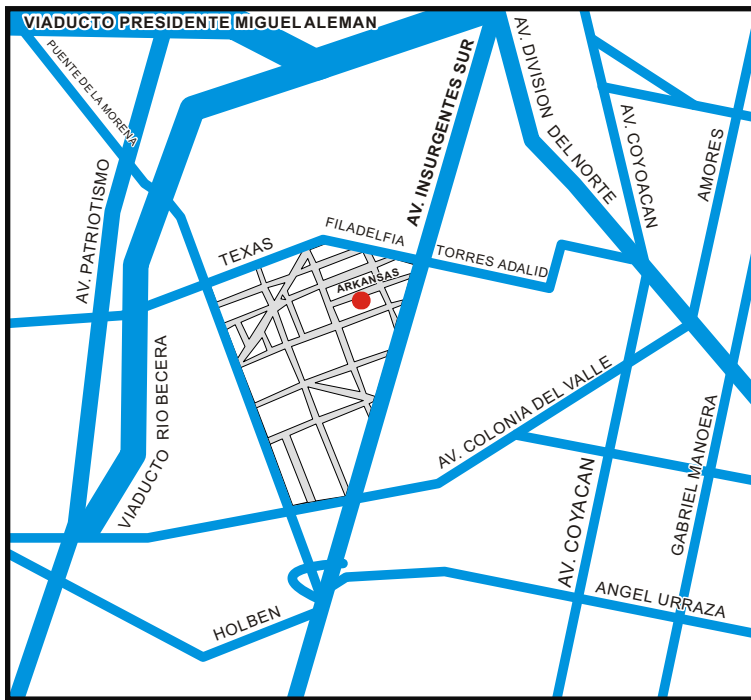 VIADUCTO PRESIDENTE MIGUEL ALEMAN
PUENTE DE LA MORENA
AV. INSURGENTES SUR
AV. DIVISION DEL NORTE
AV. COYOACAN
AMORES
AV. PATRIOTISMO
TEXAS
FILADELFIA
TORRES ADALID
ARKANSAS
VIADUCTO RIO BECERA
AV. COLONIA DEL VALLE
GABRIEL MANOERA
AV. COYACAN
HOLBEN
ANGEL URRAZA